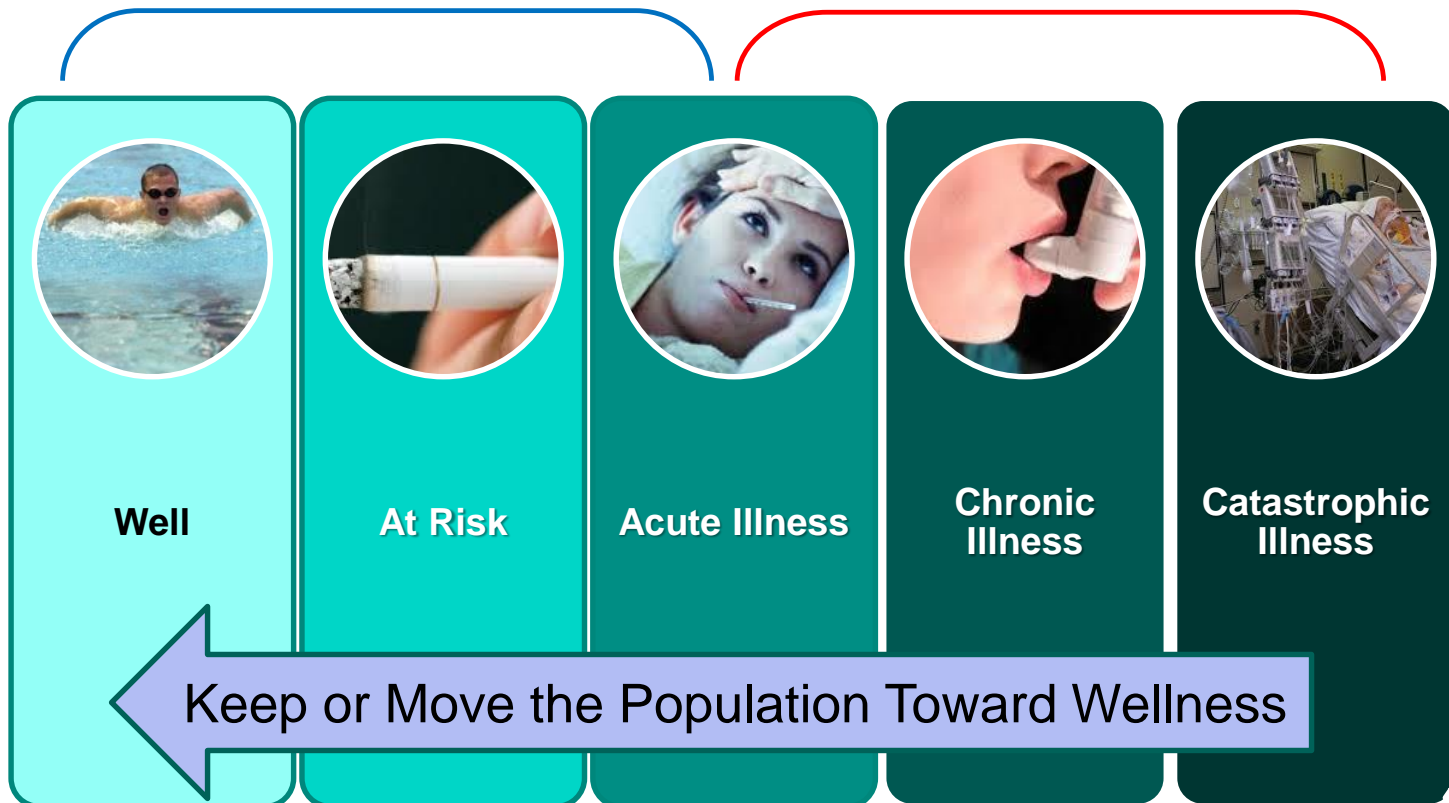 Well
At Risk
Acute Illness
Chronic
Illness
Catastrophic
Illness
Keep or Move the Population Toward Wellness